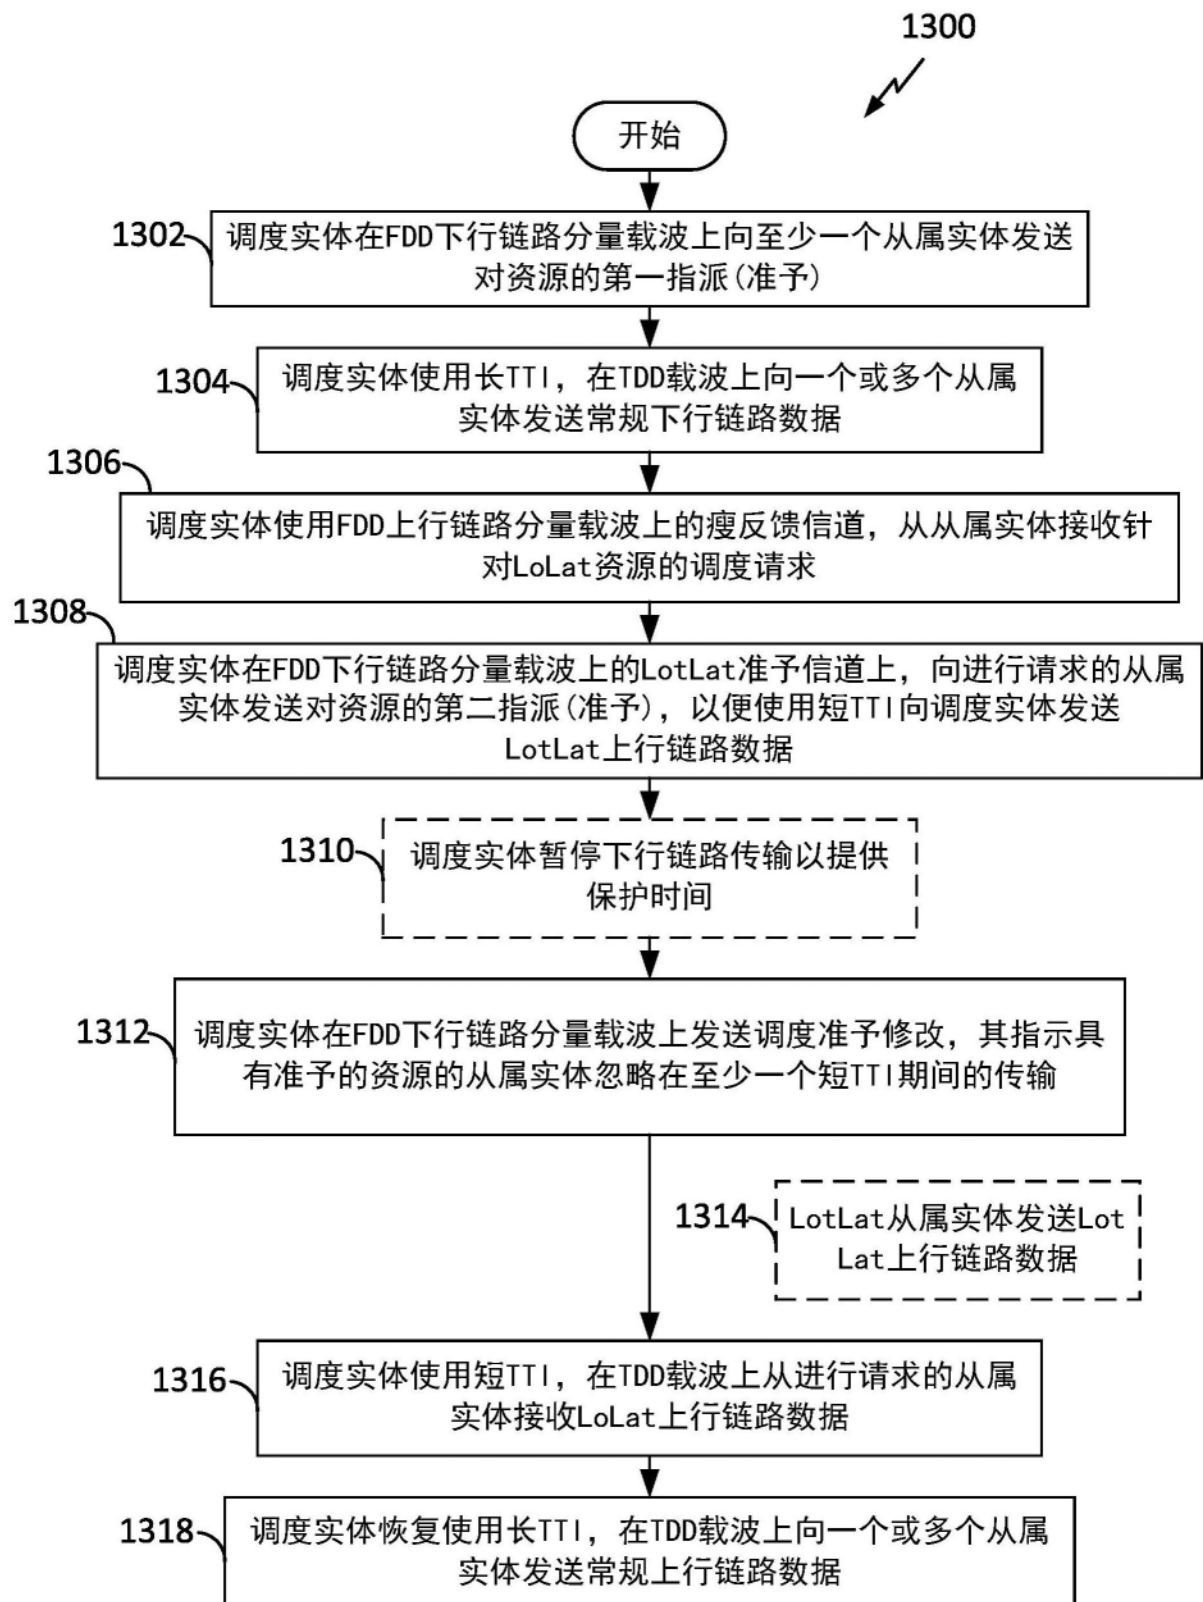 1300
开始
1302
调度实体在FDD下行链路分量载波上向至少一个从属实体发送
对资源的第一指派(准予)
1304
调度实体使用长TTI，在TDD载波上向一个或多个从属
实体发送常规下行链路数据
1306
调度实体使用FDD上行链路分量载波上的瘦反馈信道，从从属实体接收针
对LoLat资源的调度请求
1308
调度实体在FDD下行链路分量载波上的LotLat准予信道上，向进行请求的从属
实体发送对资源的第二指派(准予)，以便使用短TTI向调度实体发送
LotLat上行链路数据
1310
调度实体暂停下行链路传输以提供
保护时间
1312
调度实体在FDD下行链路分量载波上发送调度准予修改，其指示具
有准予的资源的从属实体忽略在至少一个短TTI期间的传输
1314
LotLat从属实体发送Lot
Lat上行链路数据
1316
调度实体使用短TTI，在TDD载波上从进行请求的从属
实体接收LoLat上行链路数据
1318
调度实体恢复使用长TTI，在TDD载波上向一个或多个从属
实体发送常规上行链路数据